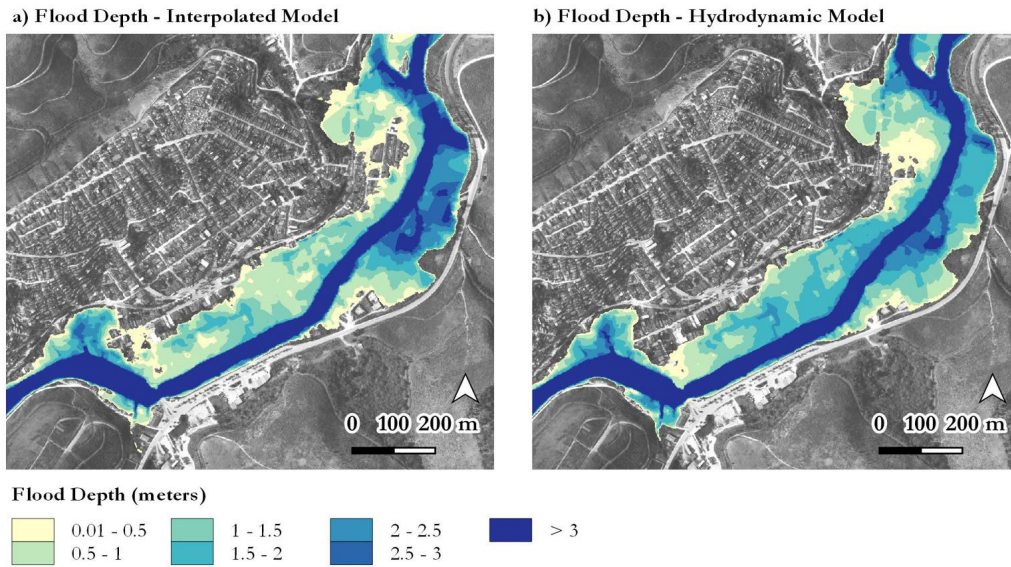 a) Flood Depth - Interpolated Model
b) Flood Depth - Hydrodynamic Model
0 100 200 m
0 100 200 m
Flood Depth (meters)
0.01 - 0.5
0.5 - 1
1 - 1.5
1.5 - 2
2 - 2.5
2.5 - 3
> 3